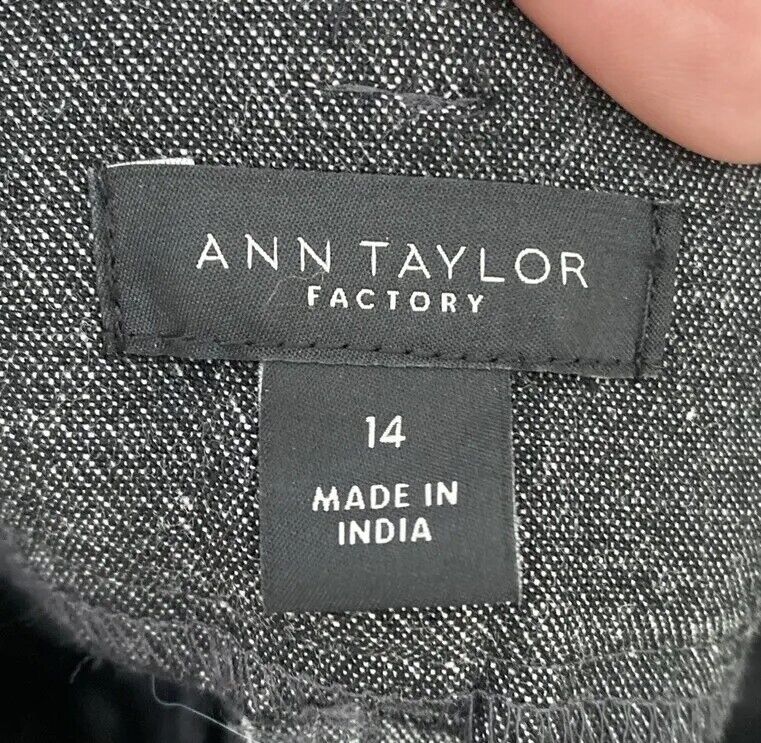 ANN TAYLOR
FACTORY
14
MADE IN
INDIA